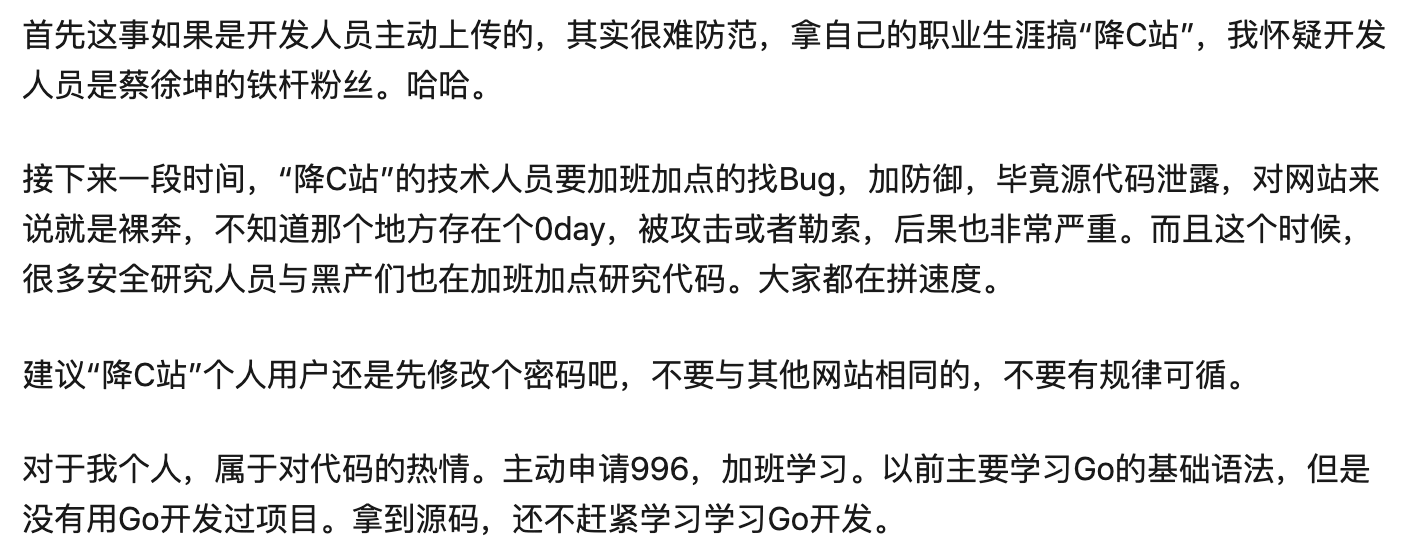 首先这事如果是开发人员主动上传的，其实很难防范，拿自己的职业生涯搞“降C站”，我怀疑开发
人员是蔡徐坤的铁杆粉丝。哈哈。
接下来一段时间，“降C站”的技术人员要加班加点的找Bug，加防御，毕竟源代码泄露，对网站来
说就是裸奔，不知道那个地方存在个0day，被攻击或者勒索，后果也非常严重。而且这个时候，
很多安全研究人员与黑产们也在加班加点研究代码。大家都在拼速度。
建议“降C站”个人用户还是先修改个密码吧，不要与其他网站相同的，不要有规律可循。
对于我个人，属于对代码的热情。主动申请996，加班学习。以前主要学习Go的基础语法，但是
没有用Go开发过项目。拿到源码，还不赶紧学习学习Go开发。